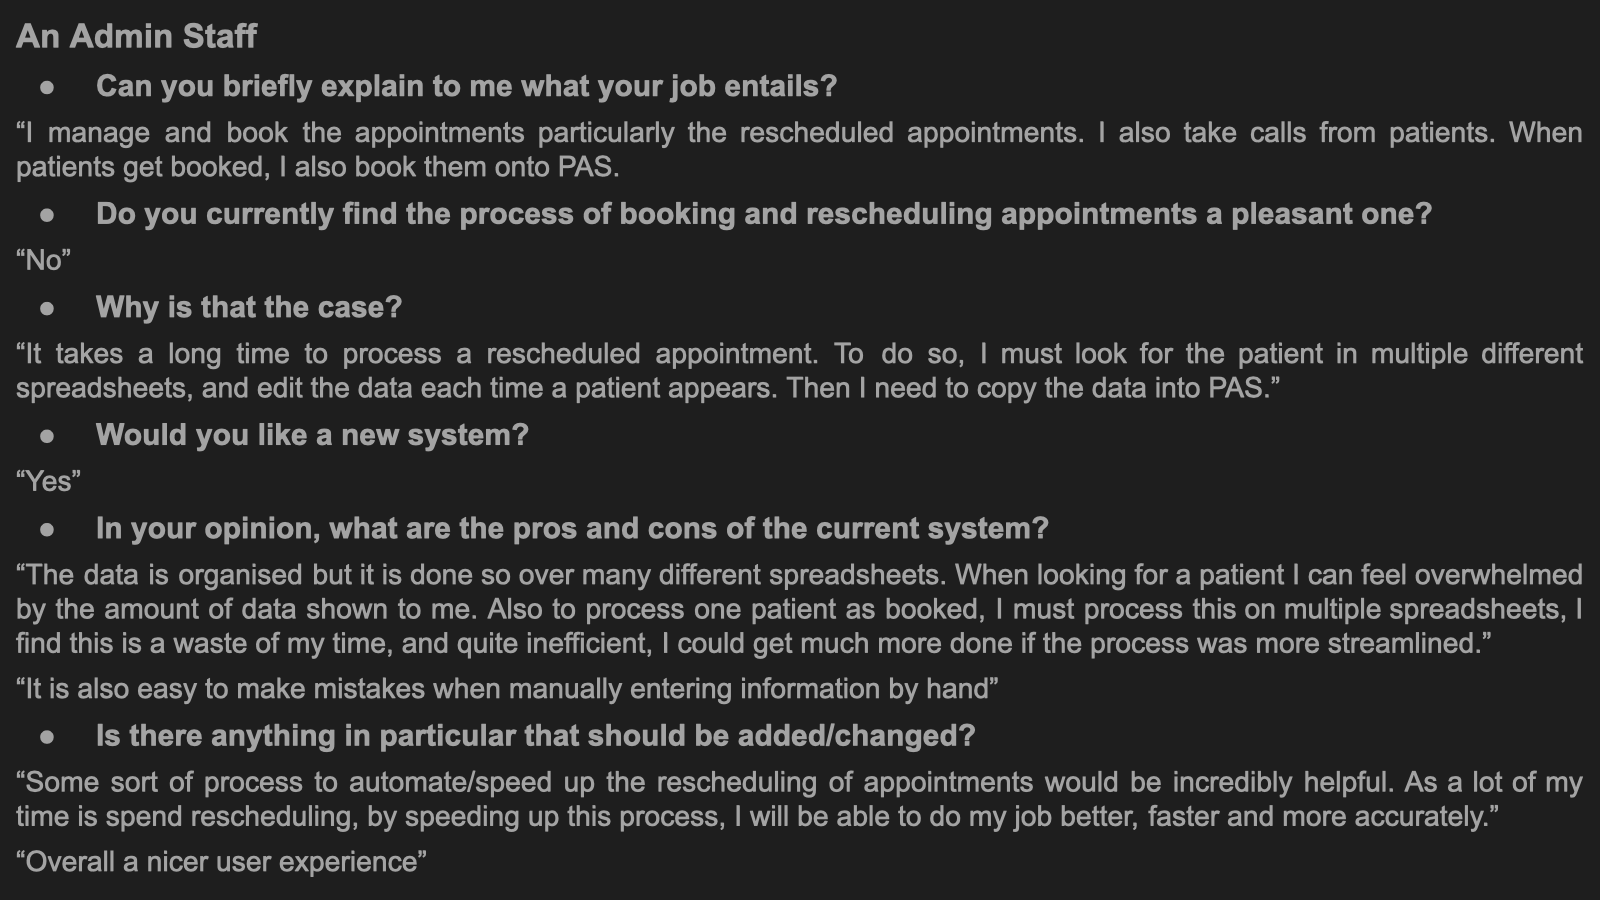 An Admin Staff
● Can you briefly explain to me what your job entails?
“I manage and book the appointments particularly the rescheduled appointments. I also take calls from patients. When
patients get booked, I also book them onto PAS.
● Do you currently find the process of booking and rescheduling appointments a pleasant one?
“No”
● Why is that the case?
“It takes a long time to process a rescheduled appointment. To do so, I must look for the patient in multiple different
spreadsheets, and edit the data each time a patient appears. Then I need to copy the data into PAS.”
● Would you like a new system?
“Yes”
● In your opinion, what are the pros and cons of the current system?
“The data is organised but it is done so over many different spreadsheets. When looking for a patient I can feel overwhelmed
by the amount of data shown to me. Also to process one patient as booked, I must process this on multiple spreadsheets, I
find this is a waste of my time, and quite inefficient, I could get much more done if the process was more streamlined.”
“It is also easy to make mistakes when manually entering information by hand”
● Is there anything in particular that should be added/changed?
“Some sort of process to automate/speed up the rescheduling of appointments would be incredibly helpful. As a lot of my
time is spend rescheduling, by speeding up this process, I will be able to do my job better, faster and more accurately.”
“Overall a nicer user experience”